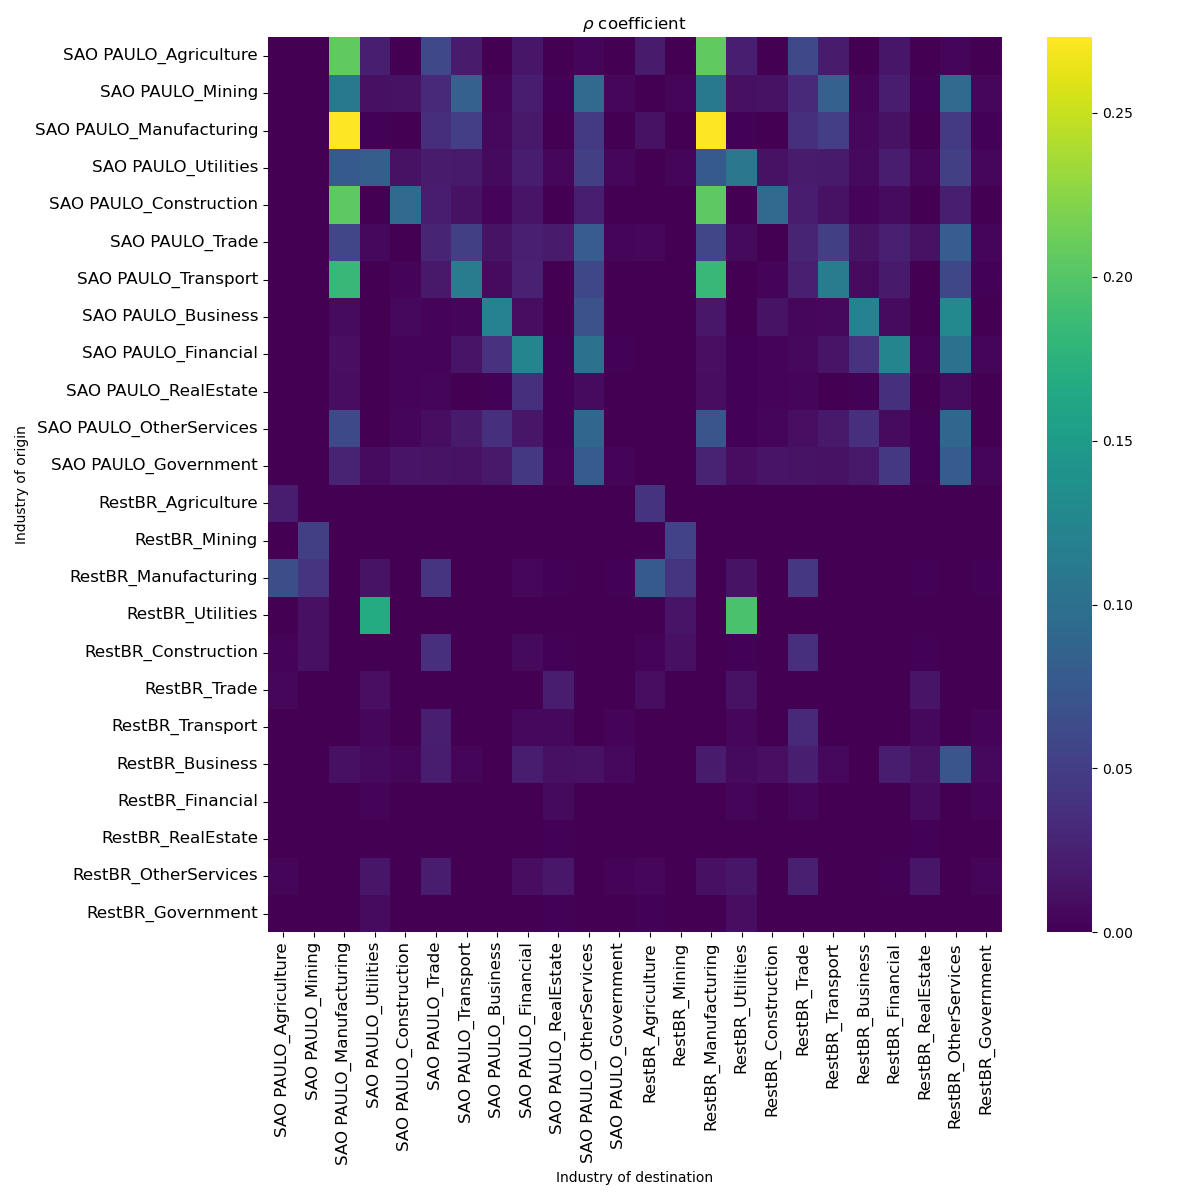 ρ coefficient
SAO PAULO_Agriculture
SAO PAULO_Mining
SAO PAULO_Manufacturing
SAO PAULO_Utilities
SAO PAULO_Construction
SAO PAULO_Trade
SAO PAULO_Transport
SAO PAULO_Business
SAO PAULO_Financial
SAO PAULO_RealEstate
SAO PAULO_OtherServices
SAO PAULO_Government
RestBR_Agriculture
RestBR_Mining
RestBR_Manufacturing
RestBR_Utilities
RestBR_Construction
RestBR_Trade
RestBR_Transport
RestBR_Business
RestBR_Financial
RestBR_RealEstate
RestBR_OtherServices
RestBR_Government
Industry of origin
SAO PAULO_Agriculture
SAO PAULO_Mining
SAO PAULO_Manufacturing
SAO PAULO_Utilities
SAO PAULO_Construction
SAO PAULO_Trade
SAO PAULO_Transport
SAO PAULO_Business
SAO PAULO_Financial
SAO PAULO_RealEstate
SAO PAULO_OtherServices
SAO PAULO_Government
RestBR_Agriculture
RestBR_Mining
RestBR_Manufacturing
RestBR_Utilities
RestBR_Construction
RestBR_Trade
RestBR_Transport
RestBR_Business
RestBR_Financial
RestBR_RealEstate
RestBR_OtherServices
RestBR_Government
Industry of destination
0.25
0.20
0.15
0.10
0.05
0.00